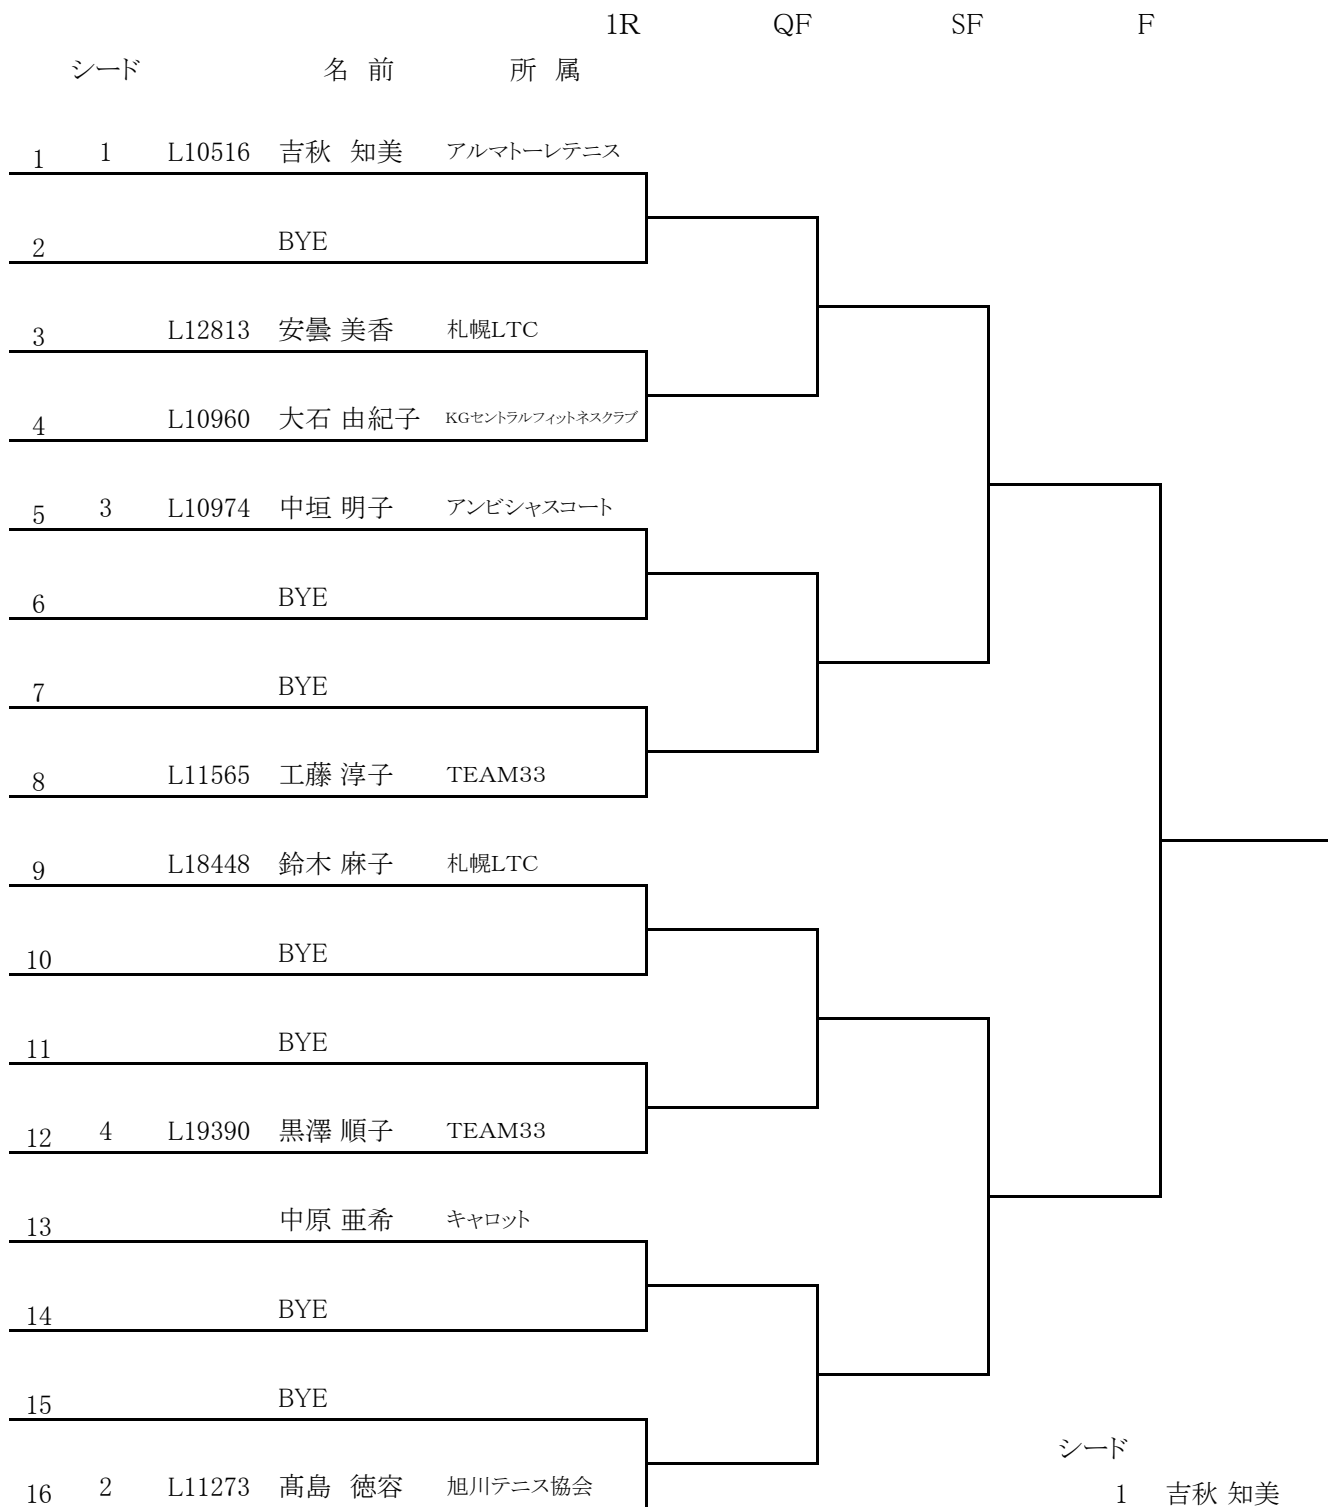 1R QF SF F
シード 名 前 所 属
1 1 L10516 吉秋 知美 アルマトーレテニス
2 BYE
3 L12813 安曇 美香 札幌LTC
4 L10960 大石 由紀子 KGセントラルフィットネスクラブ
5 3 L10974 中垣 明子 アンビシャスコート
6 BYE
7 BYE
8 L11565 工藤 淳子 TEAM33
9 L18448 鈴木 麻子 札幌LTC
10 BYE
11 BYE
12 4 L19390 黒澤 順子 TEAM33
13 中原 亜希 キャロット
14 BYE
15 BYE
16 2 L11273 髙島 徳容 旭川テニス協会
シード
1 吉秋 知美